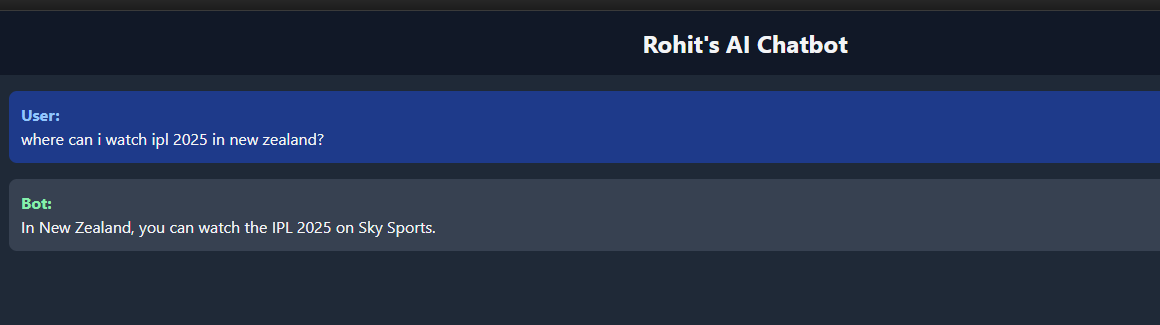 Rohit's AI Chatbot
User:
where can i watch ipl 2025 in new zealand?
Bot:
In New Zealand, you can watch the IPL 2025 on Sky Sports.